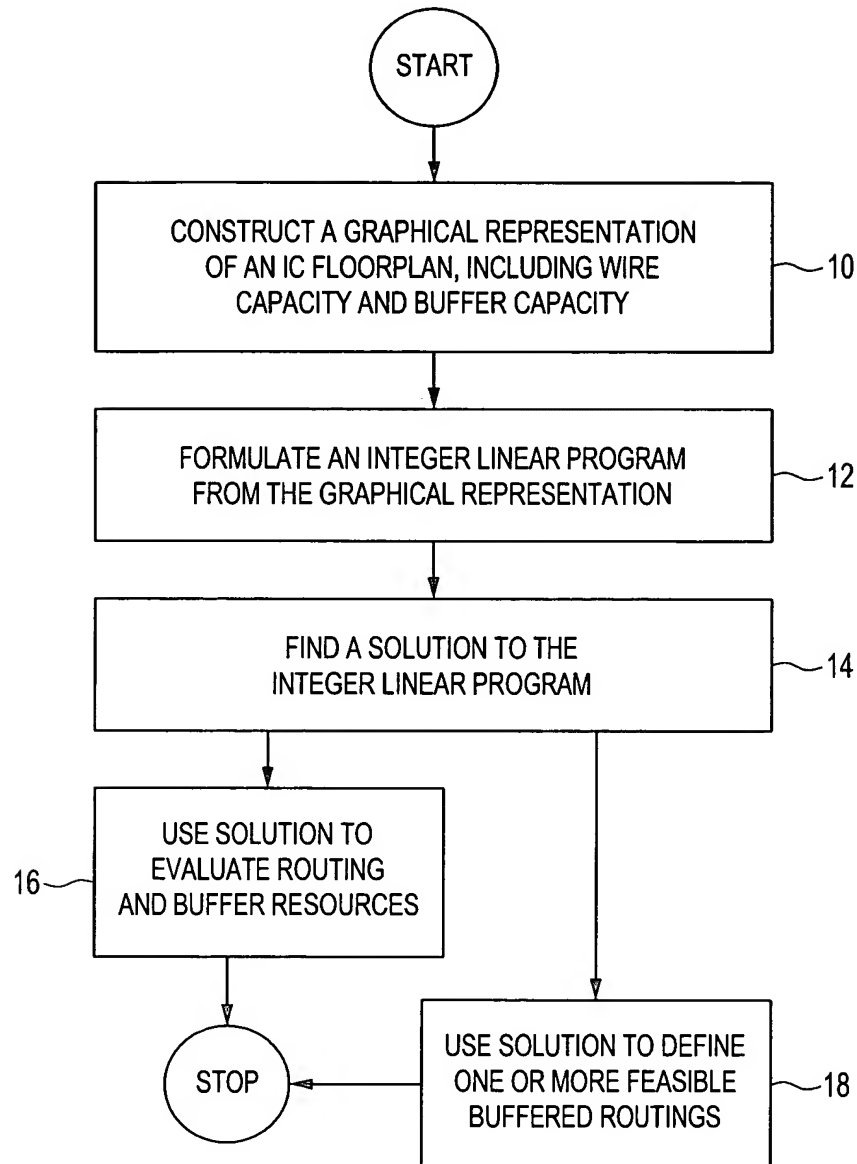 START
CONSTRUCT A GRAPHICAL REPRESENTATION
OF AN IC FLOORPLAN, INCLUDING WIRE
CAPACITY AND BUFFER CAPACITY
10
FORMULATE AN INTEGER LINEAR PROGRAM
FROM THE GRAPHICAL REPRESENTATION
12
FIND A SOLUTION TO THE
INTEGER LINEAR PROGRAM
14
USE SOLUTION TO
EVALUATE ROUTING
AND BUFFER RESOURCES
16
USE SOLUTION TO DEFINE
ONE OR MORE FEASIBLE
BUFFERED ROUTINGS
18
STOP